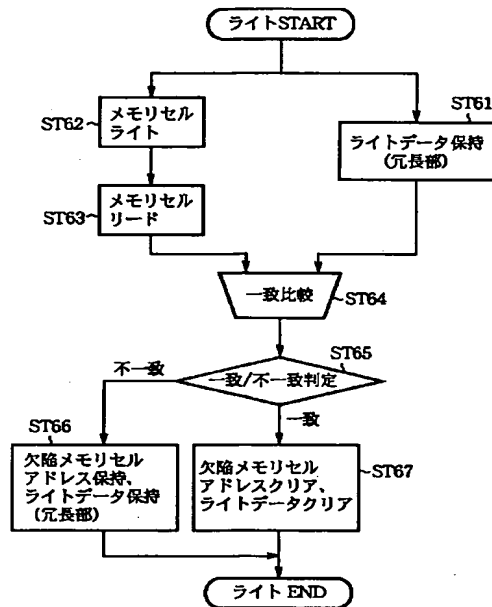 ライトSTART
ST62
メモリセル
ライト
ST61
ライトデータ保持
(冗長部)
ST63
メモリセル
リード
一致比較
ST64
ST65
不一致
一致/不一致判定
一致
ST66
欠陥メモリセル
アドレス保持、
ライトデータ保持
(冗長部)
欠陥メモリセル
アドレスクリア、
ライトデータクリア
ST67
ライト END